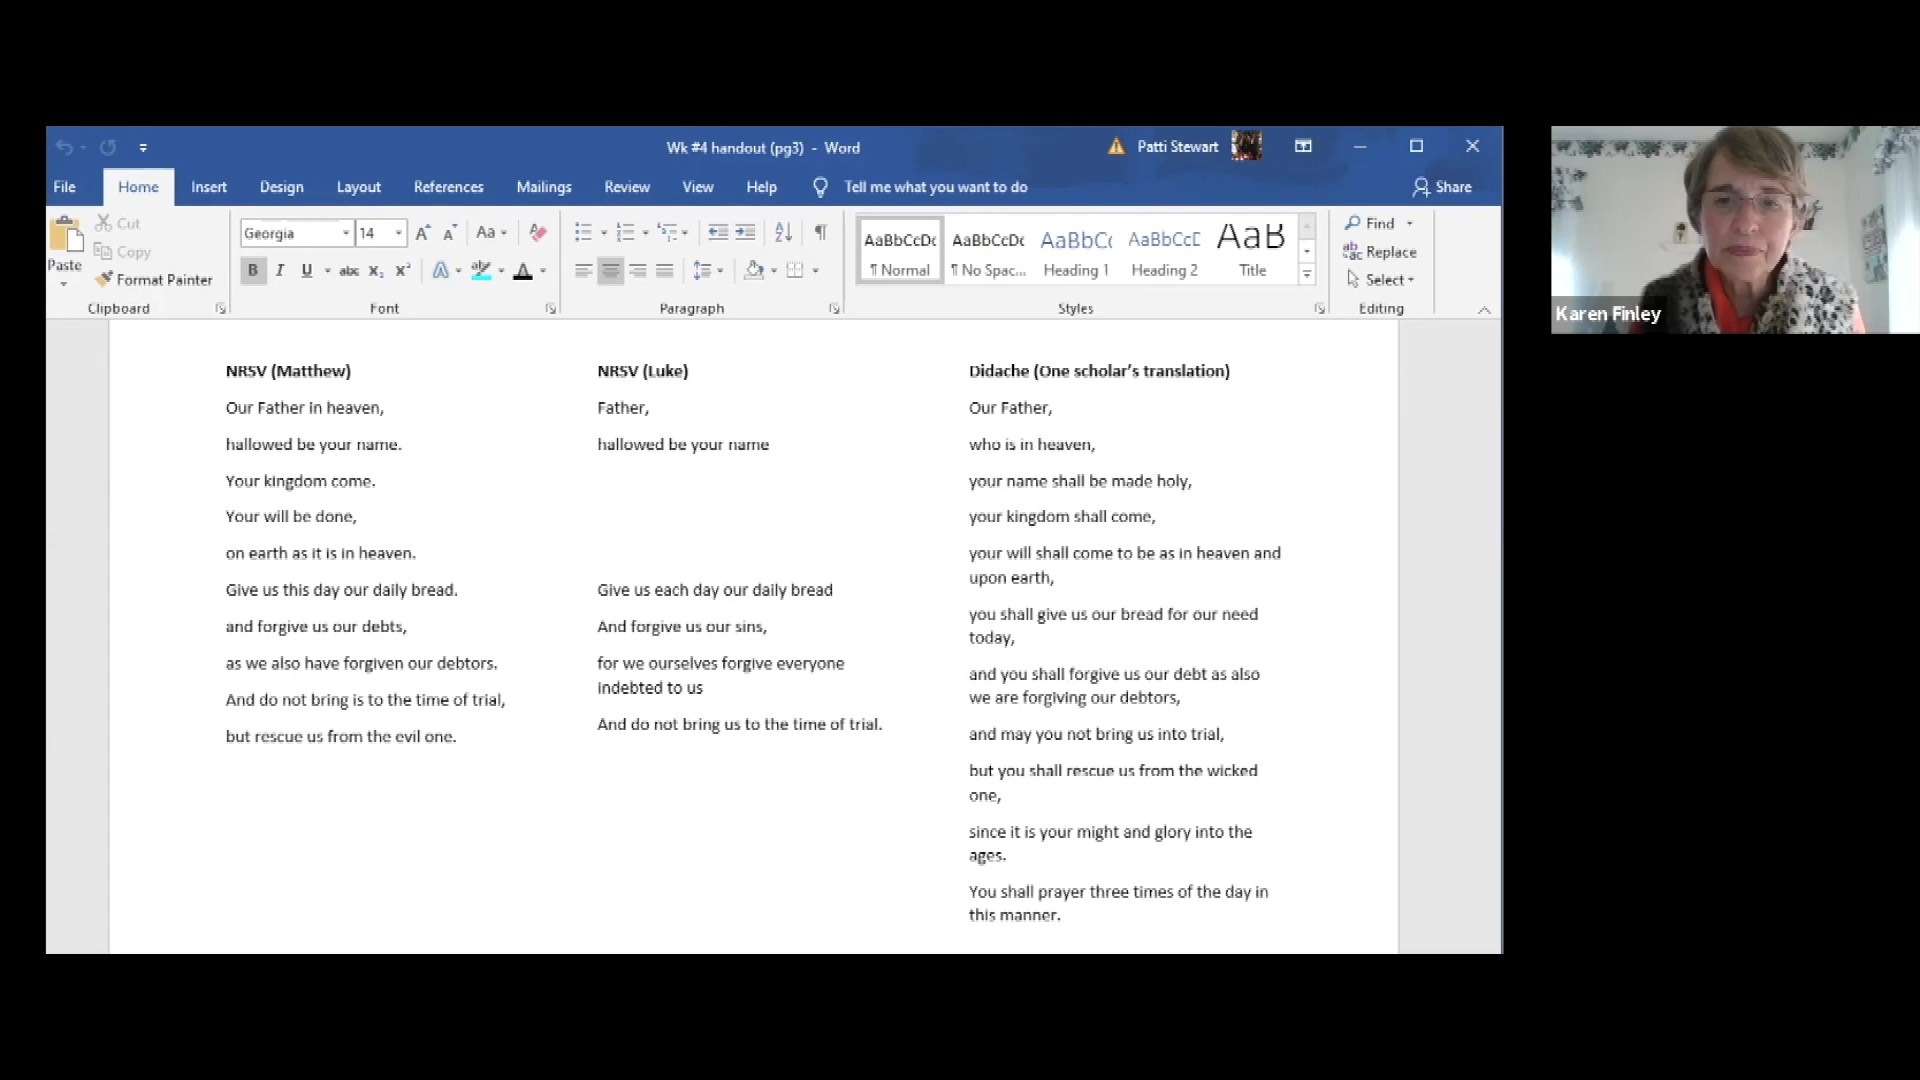 Wk #4 handout (pg3) - Word
Patti Stewart
File Home Insert Design Layout References Mailings Review View Help Tell me what you want to do Share
Paste
Cut
Copy
Format Painter
Clipboard
Georgia 14 Aa
B I U abc x₂ x² A aby A
Font
Paragraph
AaBbCcDc AaBbCcDc AaBbCc AaBbCcE AaB
¶ Normal ¶ No Spac... Heading 1 Heading 2 Title
Styles
Find
Replace
Select
Editing
Karen Finley
NRSV (Matthew)
Our Father in heaven,
hallowed be your name.
Your kingdom come.
Your will be done,
on earth as it is in heaven.
Give us this day our daily bread.
and forgive us our debts,
as we also have forgiven our debtors.
And do not bring is to the time of trial,
but rescue us from the evil one.
NRSV (Luke)
Father,
hallowed be your name
Give us each day our daily bread
And forgive us our sins,
for we ourselves forgive everyone
indebted to us
And do not bring us to the time of trial.
Didache (One scholar's translation)
Our Father,
who is in heaven,
your name shall be made holy,
your kingdom shall come,
your will shall come to be as in heaven and
upon earth,
you shall give us our bread for our need
today,
and you shall forgive us our debt as also
we are forgiving our debtors,
and may you not bring us into trial,
but you shall rescue us from the wicked
one,
since it is your might and glory into the
ages.
You shall prayer three times of the day in
this manner.